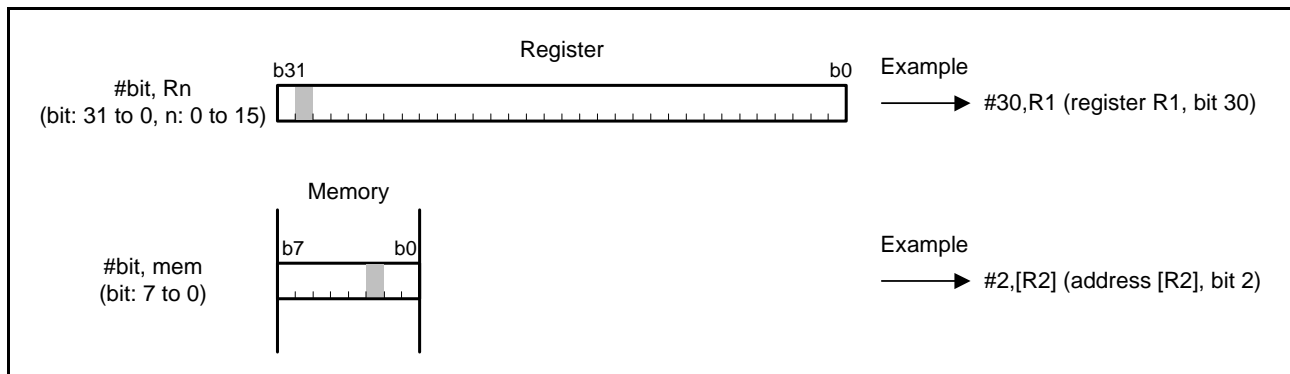 Register
b31
b0
Example
#bit, Rn
(bit: 31 to 0, n: 0 to 15)
#30,R1 (register R1, bit 30)
Memory
b7
b0
Example
#bit, mem
(bit: 7 to 0)
#2,[R2] (address [R2], bit 2)